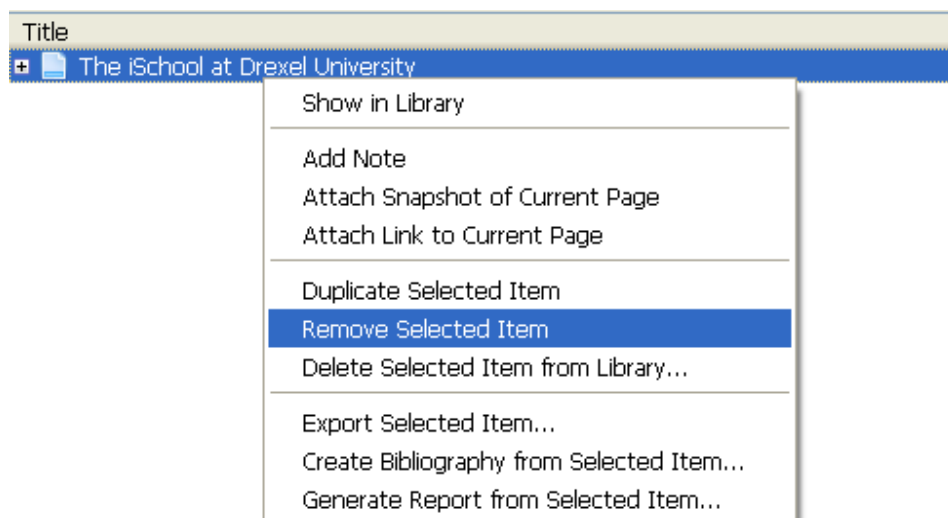 Title
The iSchool at Drexel University
Show in Library
Add Note
Attach Snapshot of Current Page
Attach Link to Current Page
Duplicate Selected Item
Remove Selected Item
Delete Selected Item from Library...
Export Selected Item...
Create Bibliography from Selected Item...
Generate Report from Selected Item...